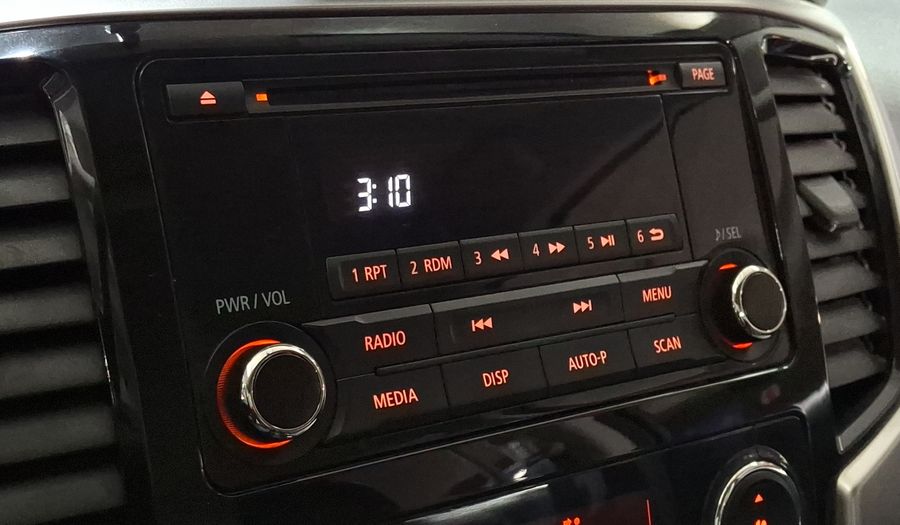 PAGE
3:10
1 RPT 2 RDM 3 4 5 6
PWR / VOL
♪/SEL
RADIO MENU
MEDIA DISP AUTO-P SCAN